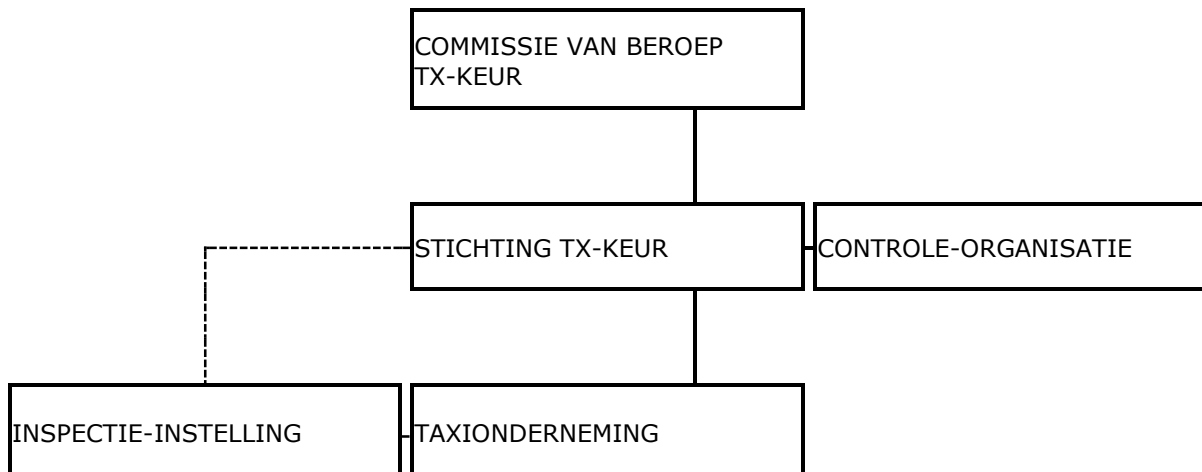 COMMISSIE VAN BEROEP
TX-KEUR
STICHTING TX-KEUR
CONTROLE-ORGANISATIE
INSPECTIE-INSTELLING
TAXIONDERNEMING